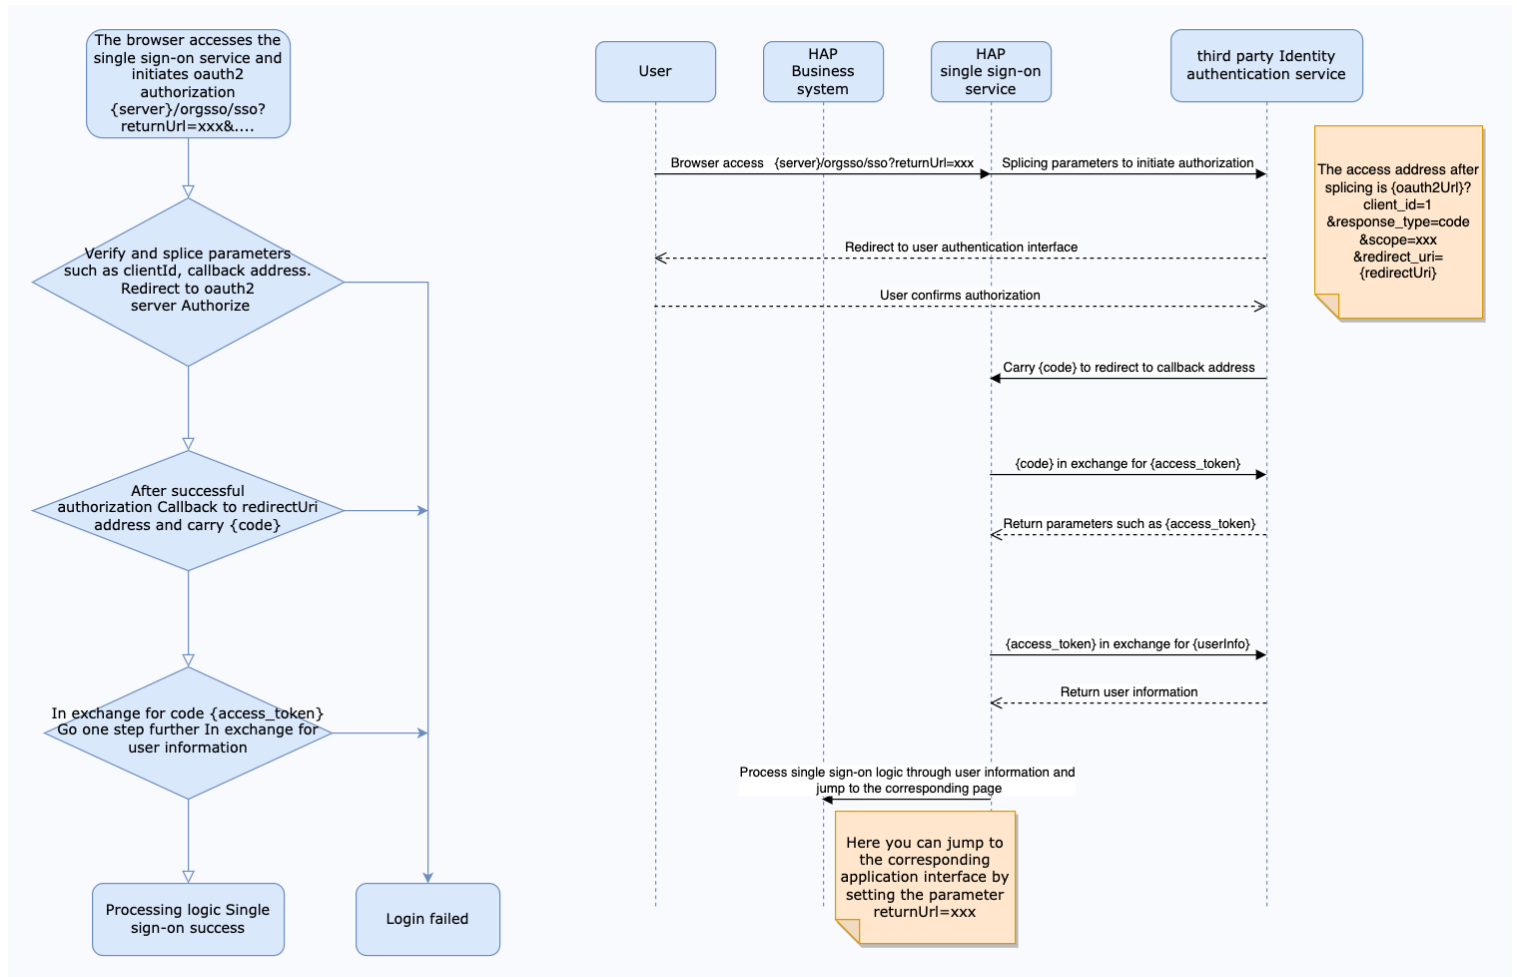 The browser accesses the
single sign-on service and
initiates oauth2
authorization
{server}/orgsso/sso?
returnUrl=xxx&....
Verify and splice parameters
such as clientId, callback address.
Redirect to oauth2
server Authorize
After successful
authorization Callback to redirectUri
address and carry {code}
In exchange for code {access_token}
Go one step further In exchange for
user information
Processing logic Single
sign-on success
Login failed
User
HAP
Business
system
HAP
single sign-on
service
third party Identity
authentication service
Browser access {server}/orgsso/sso?returnUrl=xxx
Splicing parameters to initiate authorization
The access address after
splicing is {oauth2Url}?
client_id=1
&response_type=code
&scope=xxx
&redirect_uri=
{redirectUri}
Redirect to user authentication interface
User confirms authorization
Carry {code} to redirect to callback address
{code} in exchange for {access_token}
Return parameters such as {access_token}
{access_token} in exchange for {userInfo}
Return user information
Process single sign-on logic through user information and
jump to the corresponding page
Here you can jump to
the corresponding
application interface by
setting the parameter
returnUrl=xxx